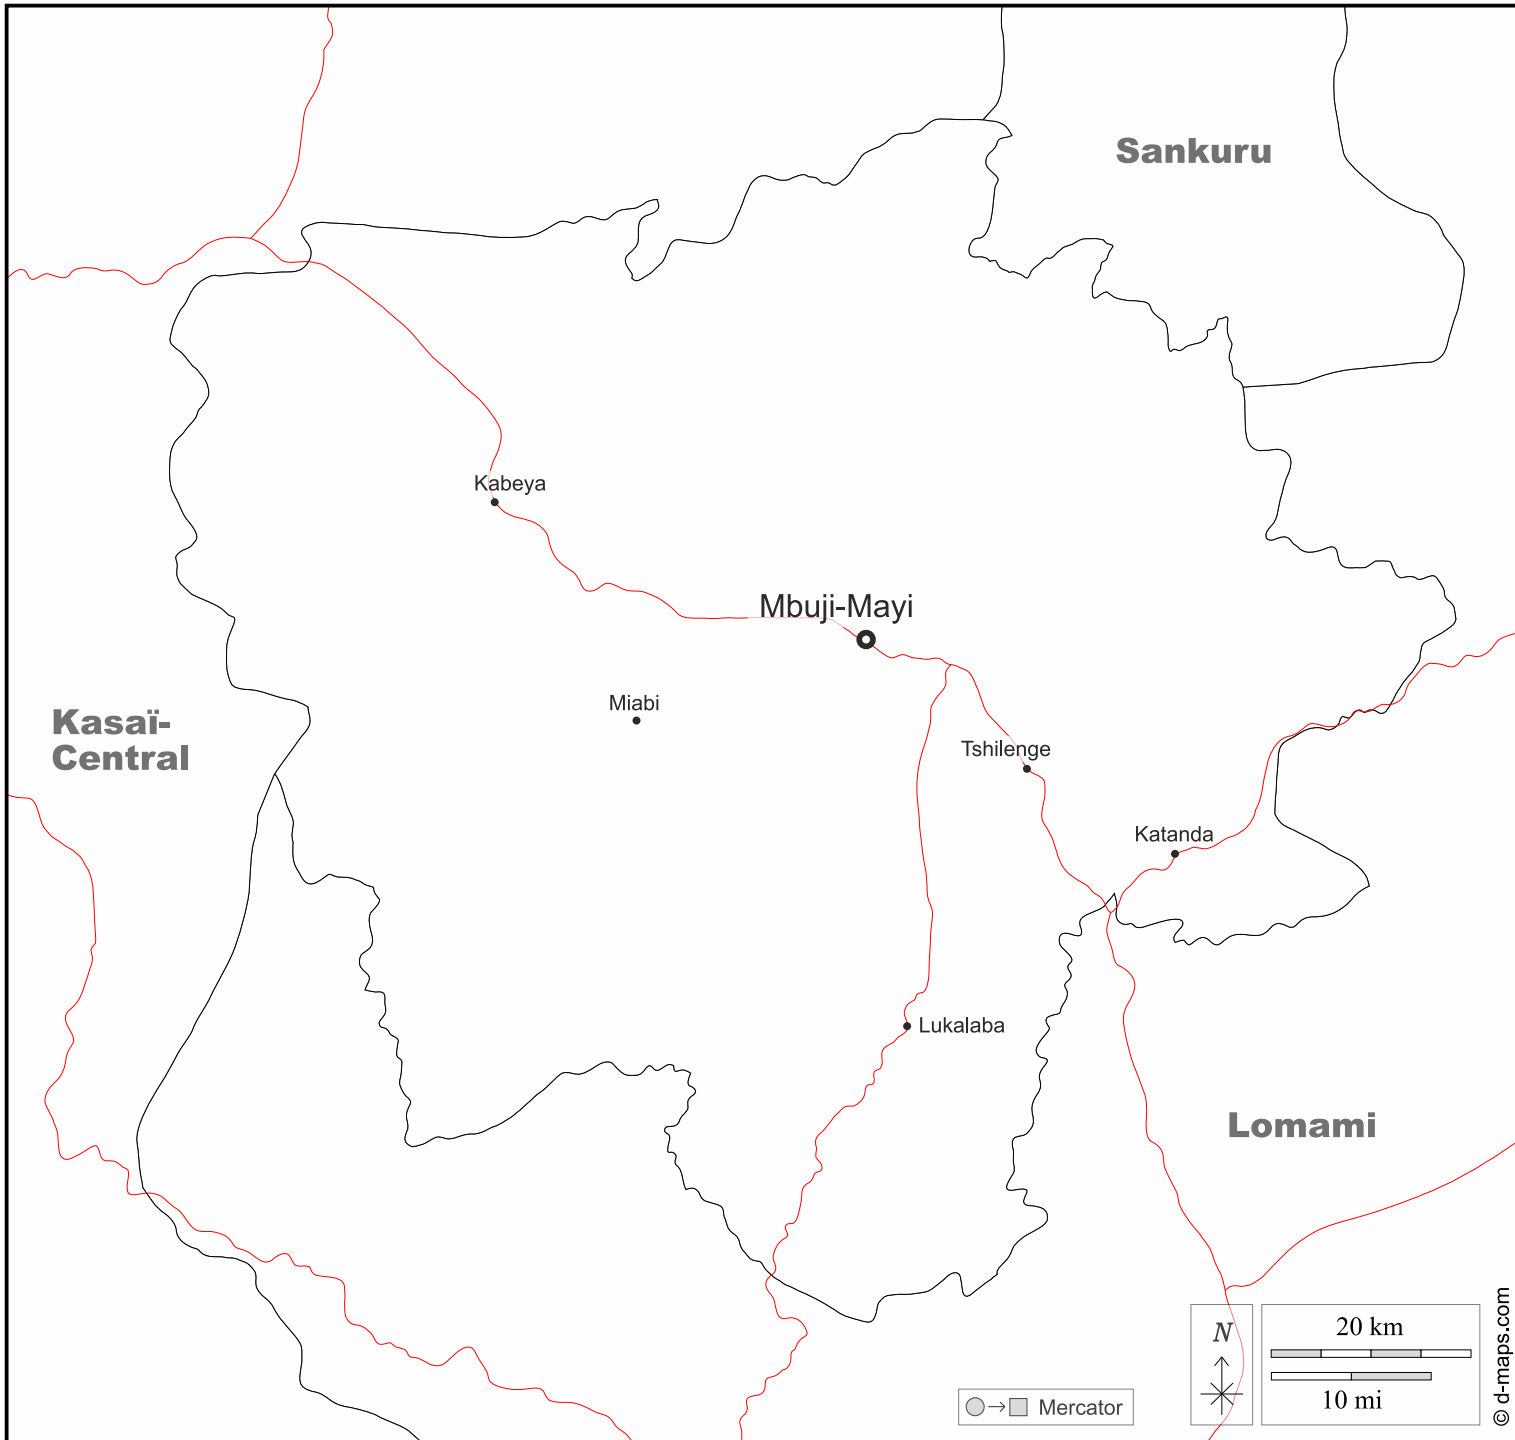 Sankuru
Kabeya
Mbuji-Mayi
Miabi
Kasaï-
Central
Tshilenge
Katanda
Lukalaba
Lomami
N
20 km
10 mi
Mercator
© d-maps.com